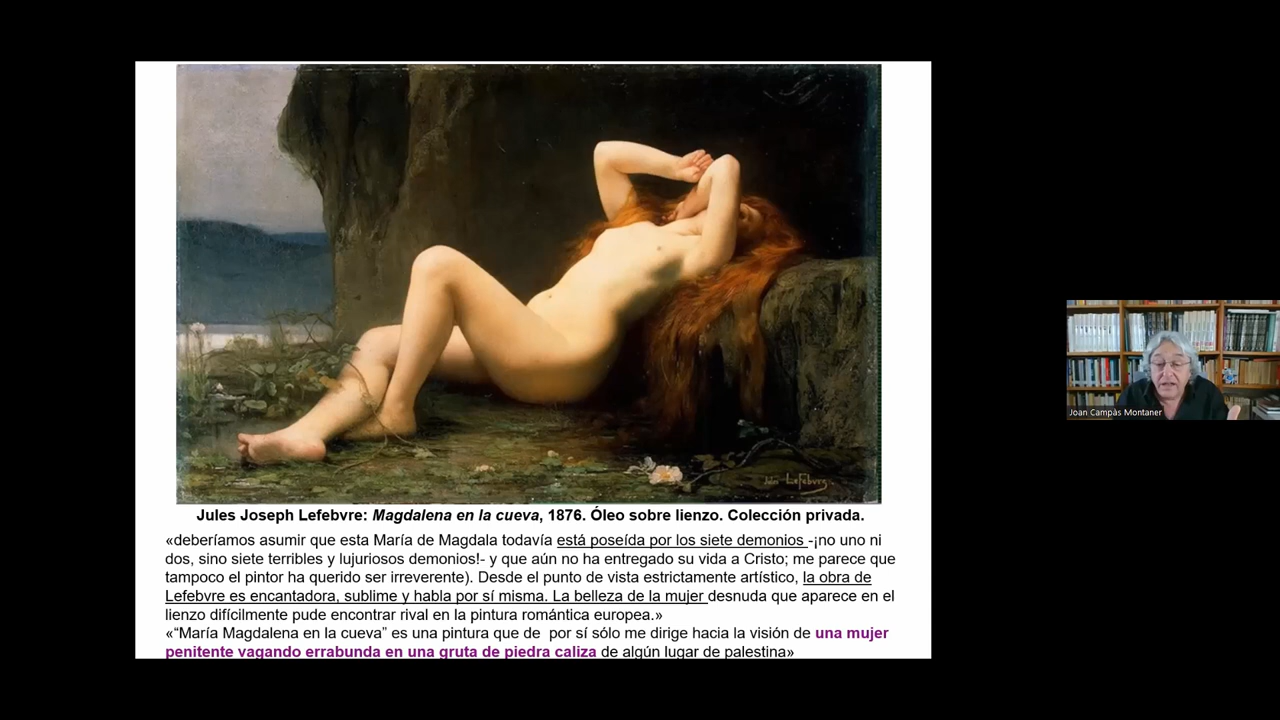 Jules Lefebvre.
Jules Joseph Lefebvre: Magdalena en la cueva, 1876. Óleo sobre lienzo. Colección privada.
«deberíamos asumir que esta María de Magdala todavía está poseída por los siete demonios -¡no uno ni
dos, sino siete terribles y lujuriosos demonios!- y que aún no ha entregado su vida a Cristo; me parece que
tampoco el pintor ha querido ser irreverente). Desde el punto de vista estrictamente artístico, la obra de
Lefebvre es encantadora, sublime y habla por sí misma. La belleza de la mujer desnuda que aparece en el
lienzo difícilmente pude encontrar rival en la pintura romántica europea.»
«“María Magdalena en la cueva” es una pintura que de por sí sólo me dirige hacia la visión de una mujer
penitente vagando errabunda en una gruta de piedra caliza de algún lugar de palestina»
Joan Campàs Montaner